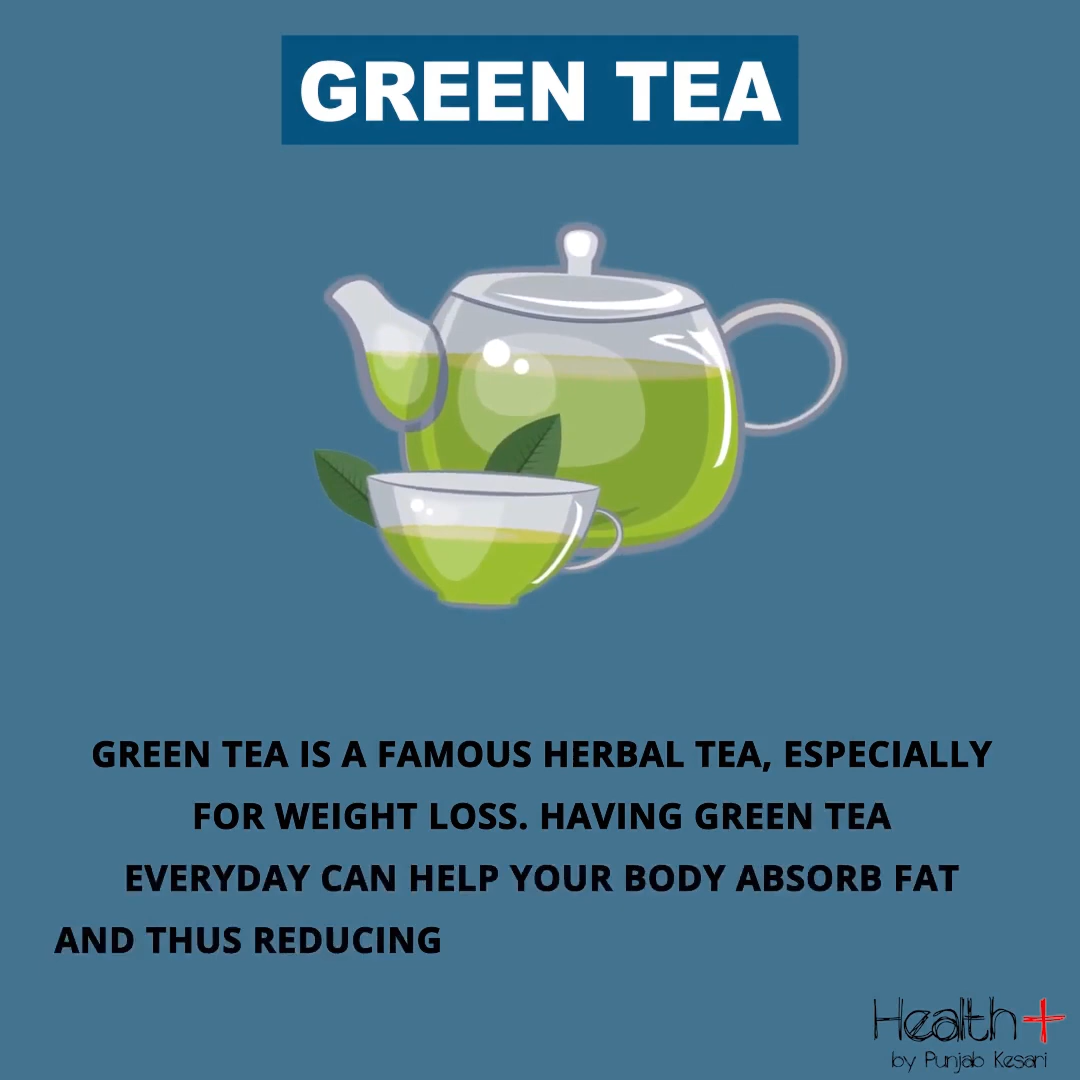 GREEN TEA
GREEN TEA IS A FAMOUS HERBAL TEA, ESPECIALLY
FOR WEIGHT LOSS. HAVING GREEN TEA
EVERYDAY CAN HELP YOUR BODY ABSORB FAT
AND THUS REDUCING
Health+
by Punjab Kesari